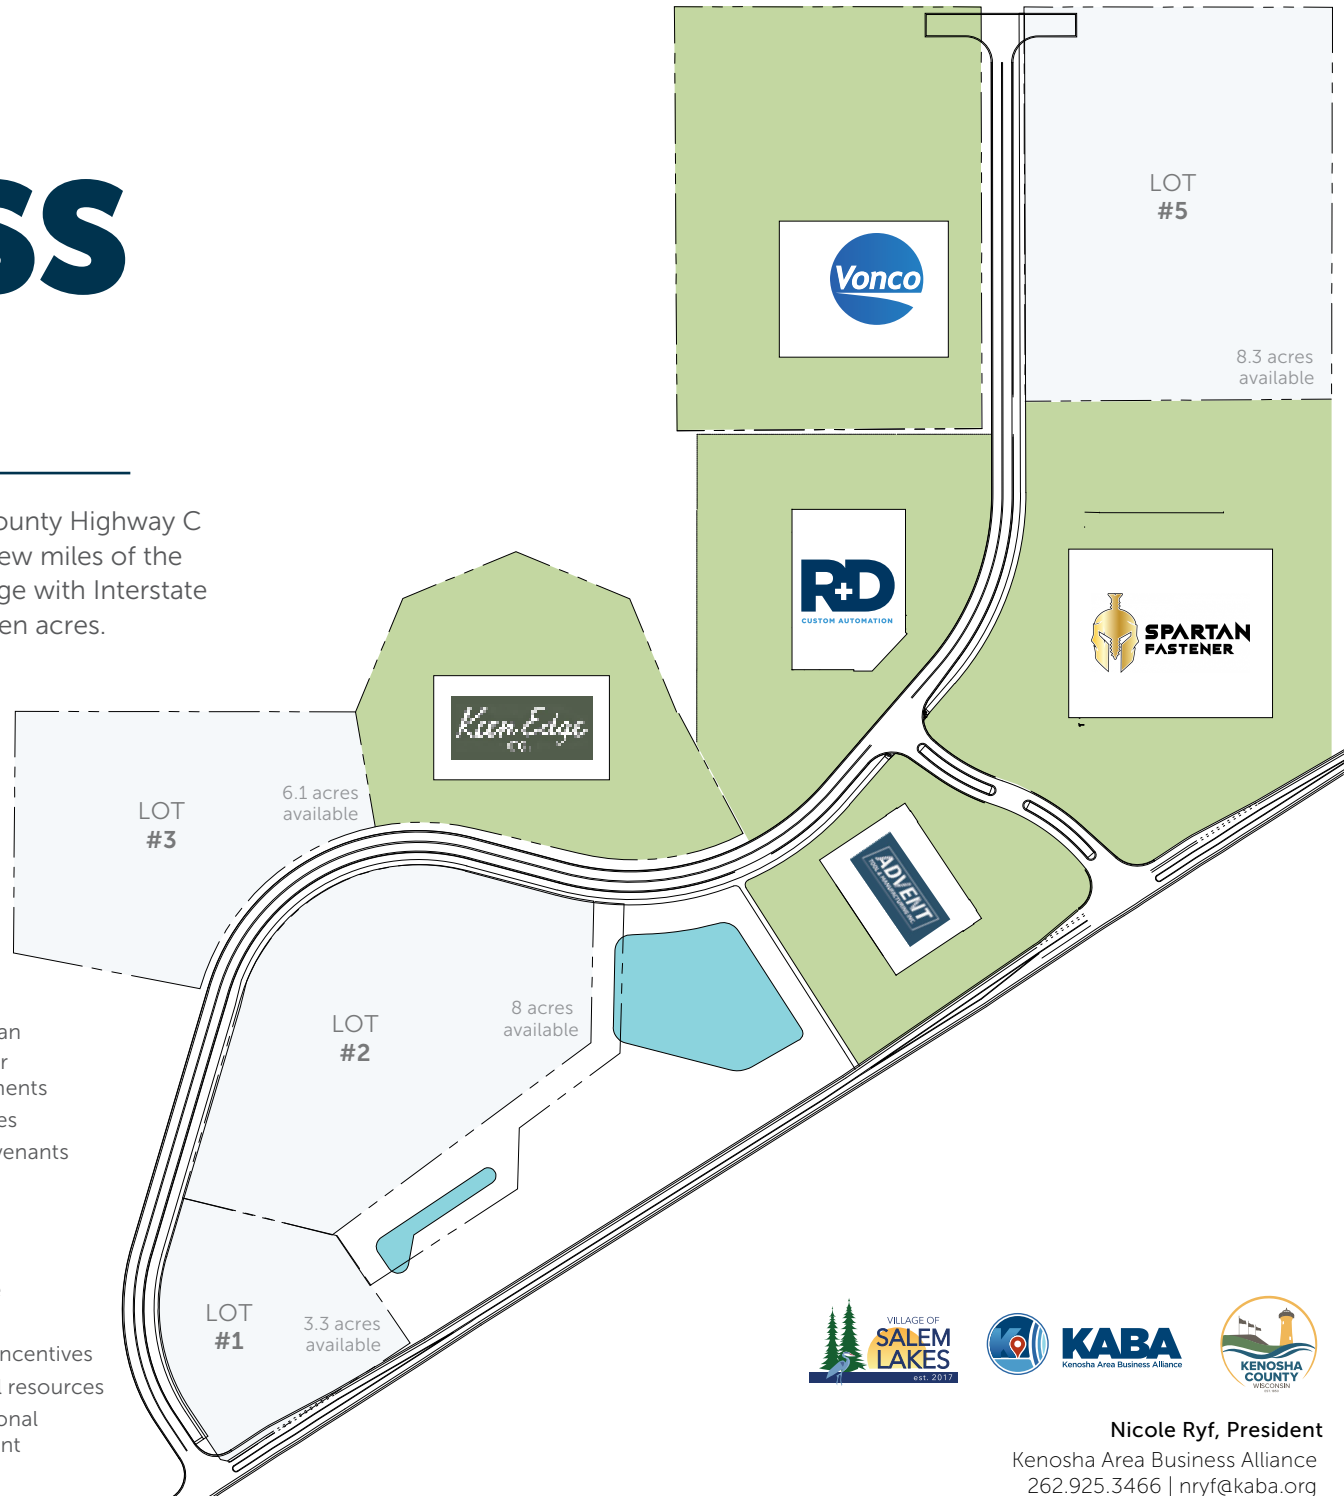 SS
ounty Highway C
ew miles of the
ge with Interstate
en acres.
LOT
#5
8.3 acres
available
Vonco
R+D
CUSTOM AUTOMATION
SPARTAN
FASTENER
Keen Edge
CO.
LOT
#3
6.1 acres
available
ADVENT
TOOL & MANUFACTURING INC.
LOT
#2
8 acres
available
an
r
nents
es
venants
LOT
#1
3.3 acres
available
ncentives
l resources
onal
nt
VILLAGE OF
SALEM
LAKES
est. 2017
K
KABA
Kenosha Area Business Alliance
KENOSHA
COUNTY
WISCONSIN
Nicole Ryf, President
Kenosha Area Business Alliance
262.925.3466 | nryf@kaba.org